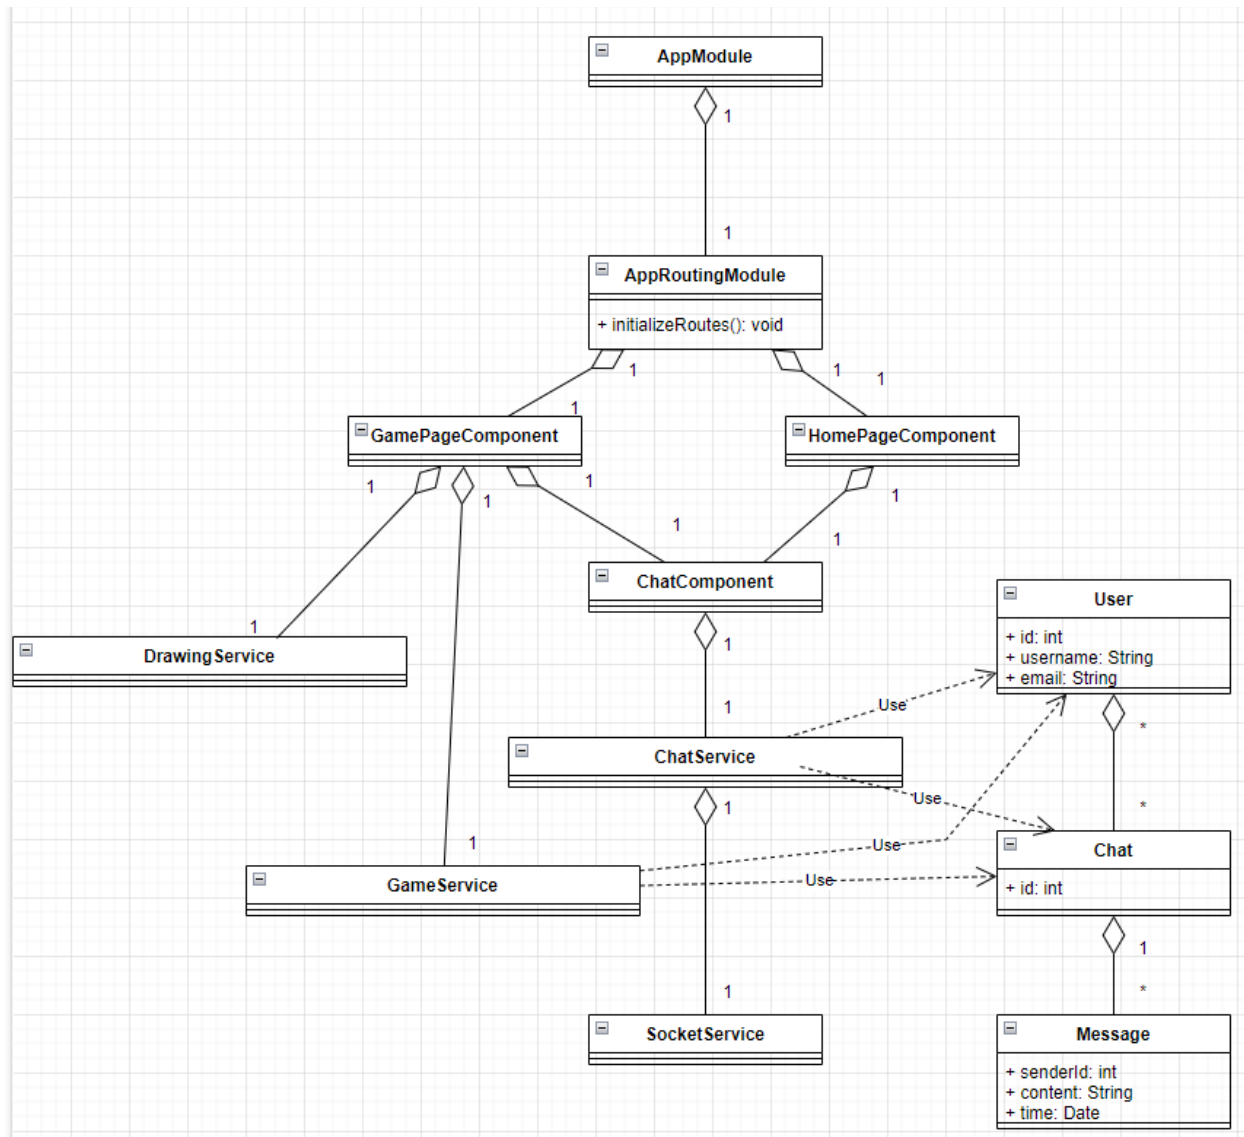 AppModule
1
1
AppRoutingModule
+ initializeRoutes(): void
1
1
1
1
GamePageComponent
HomePageComponent
1
1
1
1
1
1
ChatComponent
User
+ id: int
+ username: String
+ email: String
1
DrawingService
1
1
Use
*
ChatService
1
Use
*
1
Use
Chat
+ id: int
GameService
Use
1
*
1
SocketService
Message
+ senderId: int
+ content: String
+ time: Date